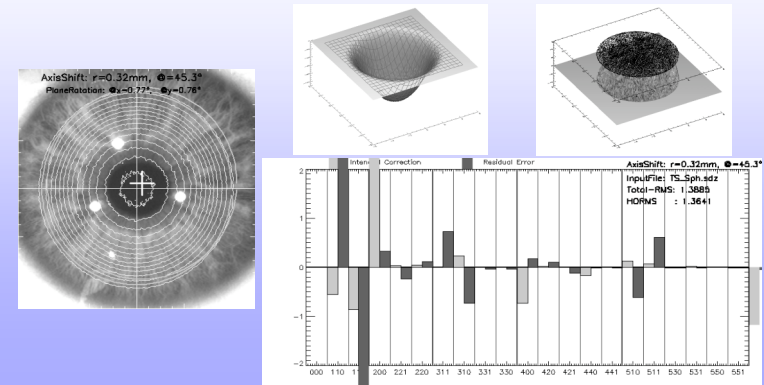 AxisShift: r=0.32mm, Θ=45.3°
PlaneRotation: Θx=0.77°, Θy=0.76°
Correction
Residual Error
AxisShift: r=0.32mm, Θ=45.3°
InputFile: TS_Sph.sdz
Total-RMS: 1.3885
HORMS : 1.3641
2
1
0
−1
−2
000 110 200 221 220 311 310 331 330 400 420 421 440 441 510 511 530 531 550 551